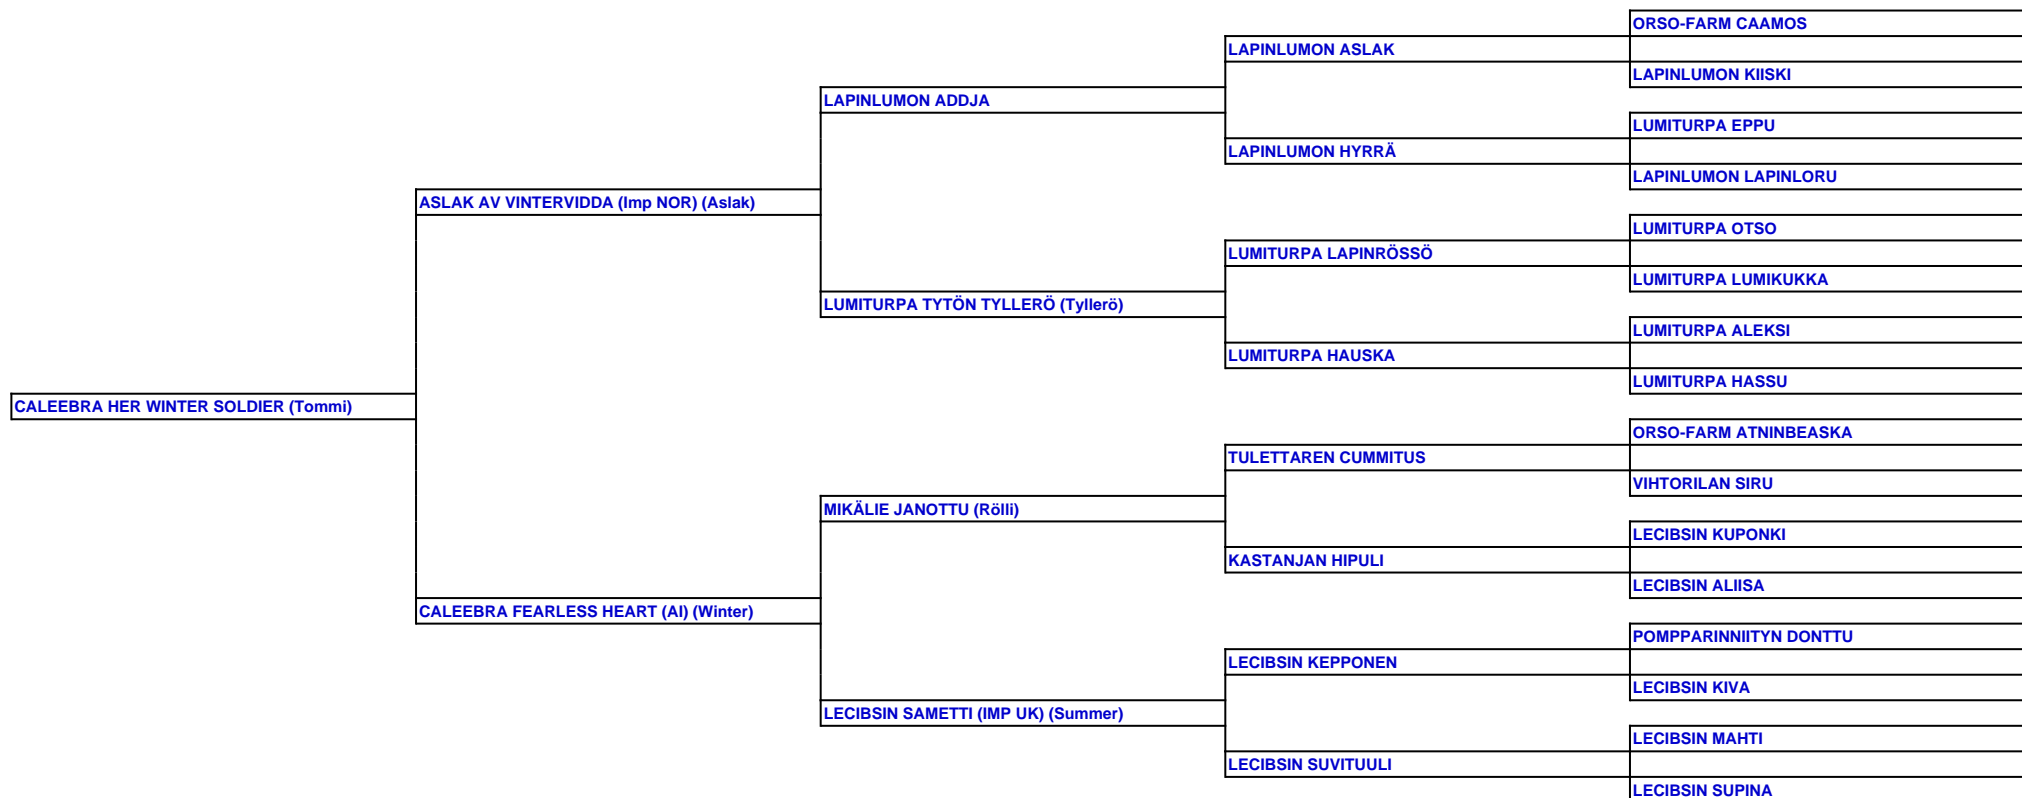 ORSO-FARM CAAMOS
LAPINLUMON ASLAK
LAPINLUMON KIISKI
LAPINLUMON ADDJA
LUMITURPA EPPU
LAPINLUMON HYRRÄ
LAPINLUMON LAPINLORU
ASLAK AV VINTERVIDDA (Imp NOR) (Aslak)
LUMITURPA OTSO
LUMITURPA LAPINRÖSSÖ
LUMITURPA LUMIKUKKA
LUMITURPA TYTÖN TYLLERÖ (Tyllerö)
LUMITURPA ALEKSI
LUMITURPA HAUSKA
LUMITURPA HASSU
CALEEBRA HER WINTER SOLDIER (Tommi)
ORSO-FARM ATNINBEASKA
TULETTAREN CUMMITUS
VIHTORILAN SIRU
MIKÄLIE JANOTTU (Rölli)
LECIBSIN KUPONKI
KASTANJAN HIPULI
LECIBSIN ALIISA
CALEEBRA FEARLESS HEART (AI) (Winter)
POMPPARINNIITYN DONTTU
LECIBSIN KEPPONEN
LECIBSIN KIVA
LECIBSIN SAMETTI (IMP UK) (Summer)
LECIBSIN MAHTI
LECIBSIN SUVITUULI
LECIBSIN SUPINA